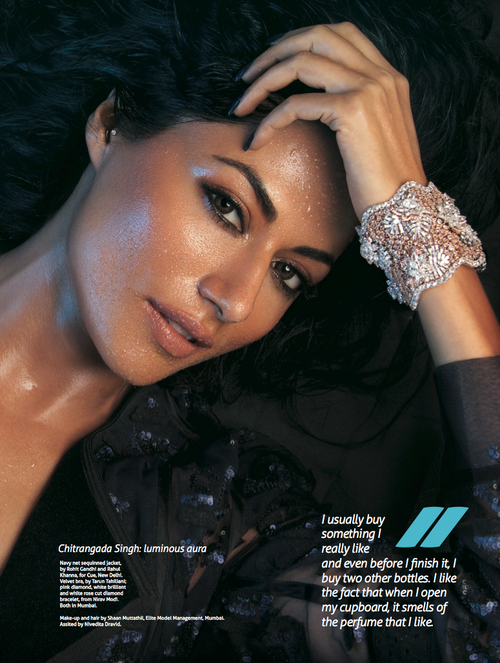 Chitrangada Singh: luminous aura
Navy net sequinned jacket,
by Rohit Gandhi and Rahul
Khanna, for Cue, New Delhi.
Velvet bra, by Tarun Tahiliani;
pink diamond, white brilliant
and white rose cut diamond
bracelet, from Nirav Modi.
Both in Mumbai.
Make-up and hair by Shaan Muttathil, Elite Model Management, Mumbai.
Assited by Nivedita Dravid.
I usually buy
something I
really like
and even before I finish it, I
buy two other bottles. I like
the fact that when I open
my cupboard, it smells of
the perfume that I like.